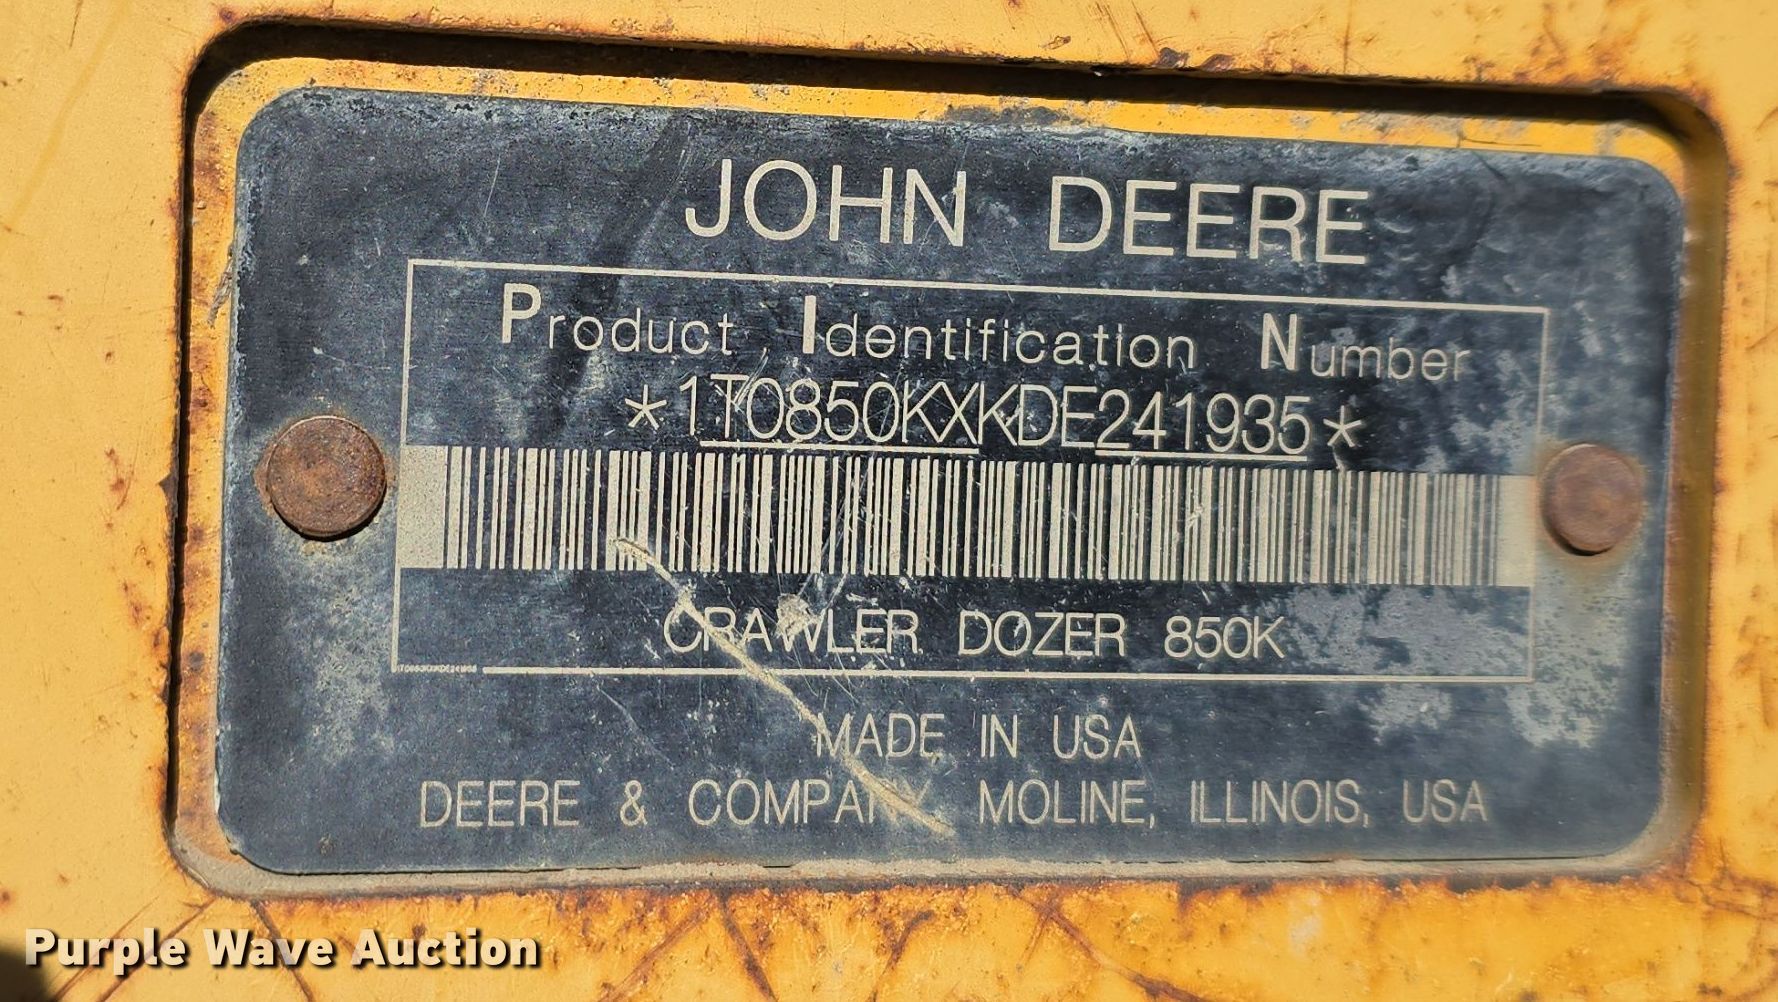 JOHN DEERE
Product Identification Number
*1T0850KXKDE241935*
CRAWLER DOZER 850K
1T0850KXKDE241935
MADE IN USA
DEERE & COMPANY, MOLINE, ILLINOIS, USA
Purple Wave Auction